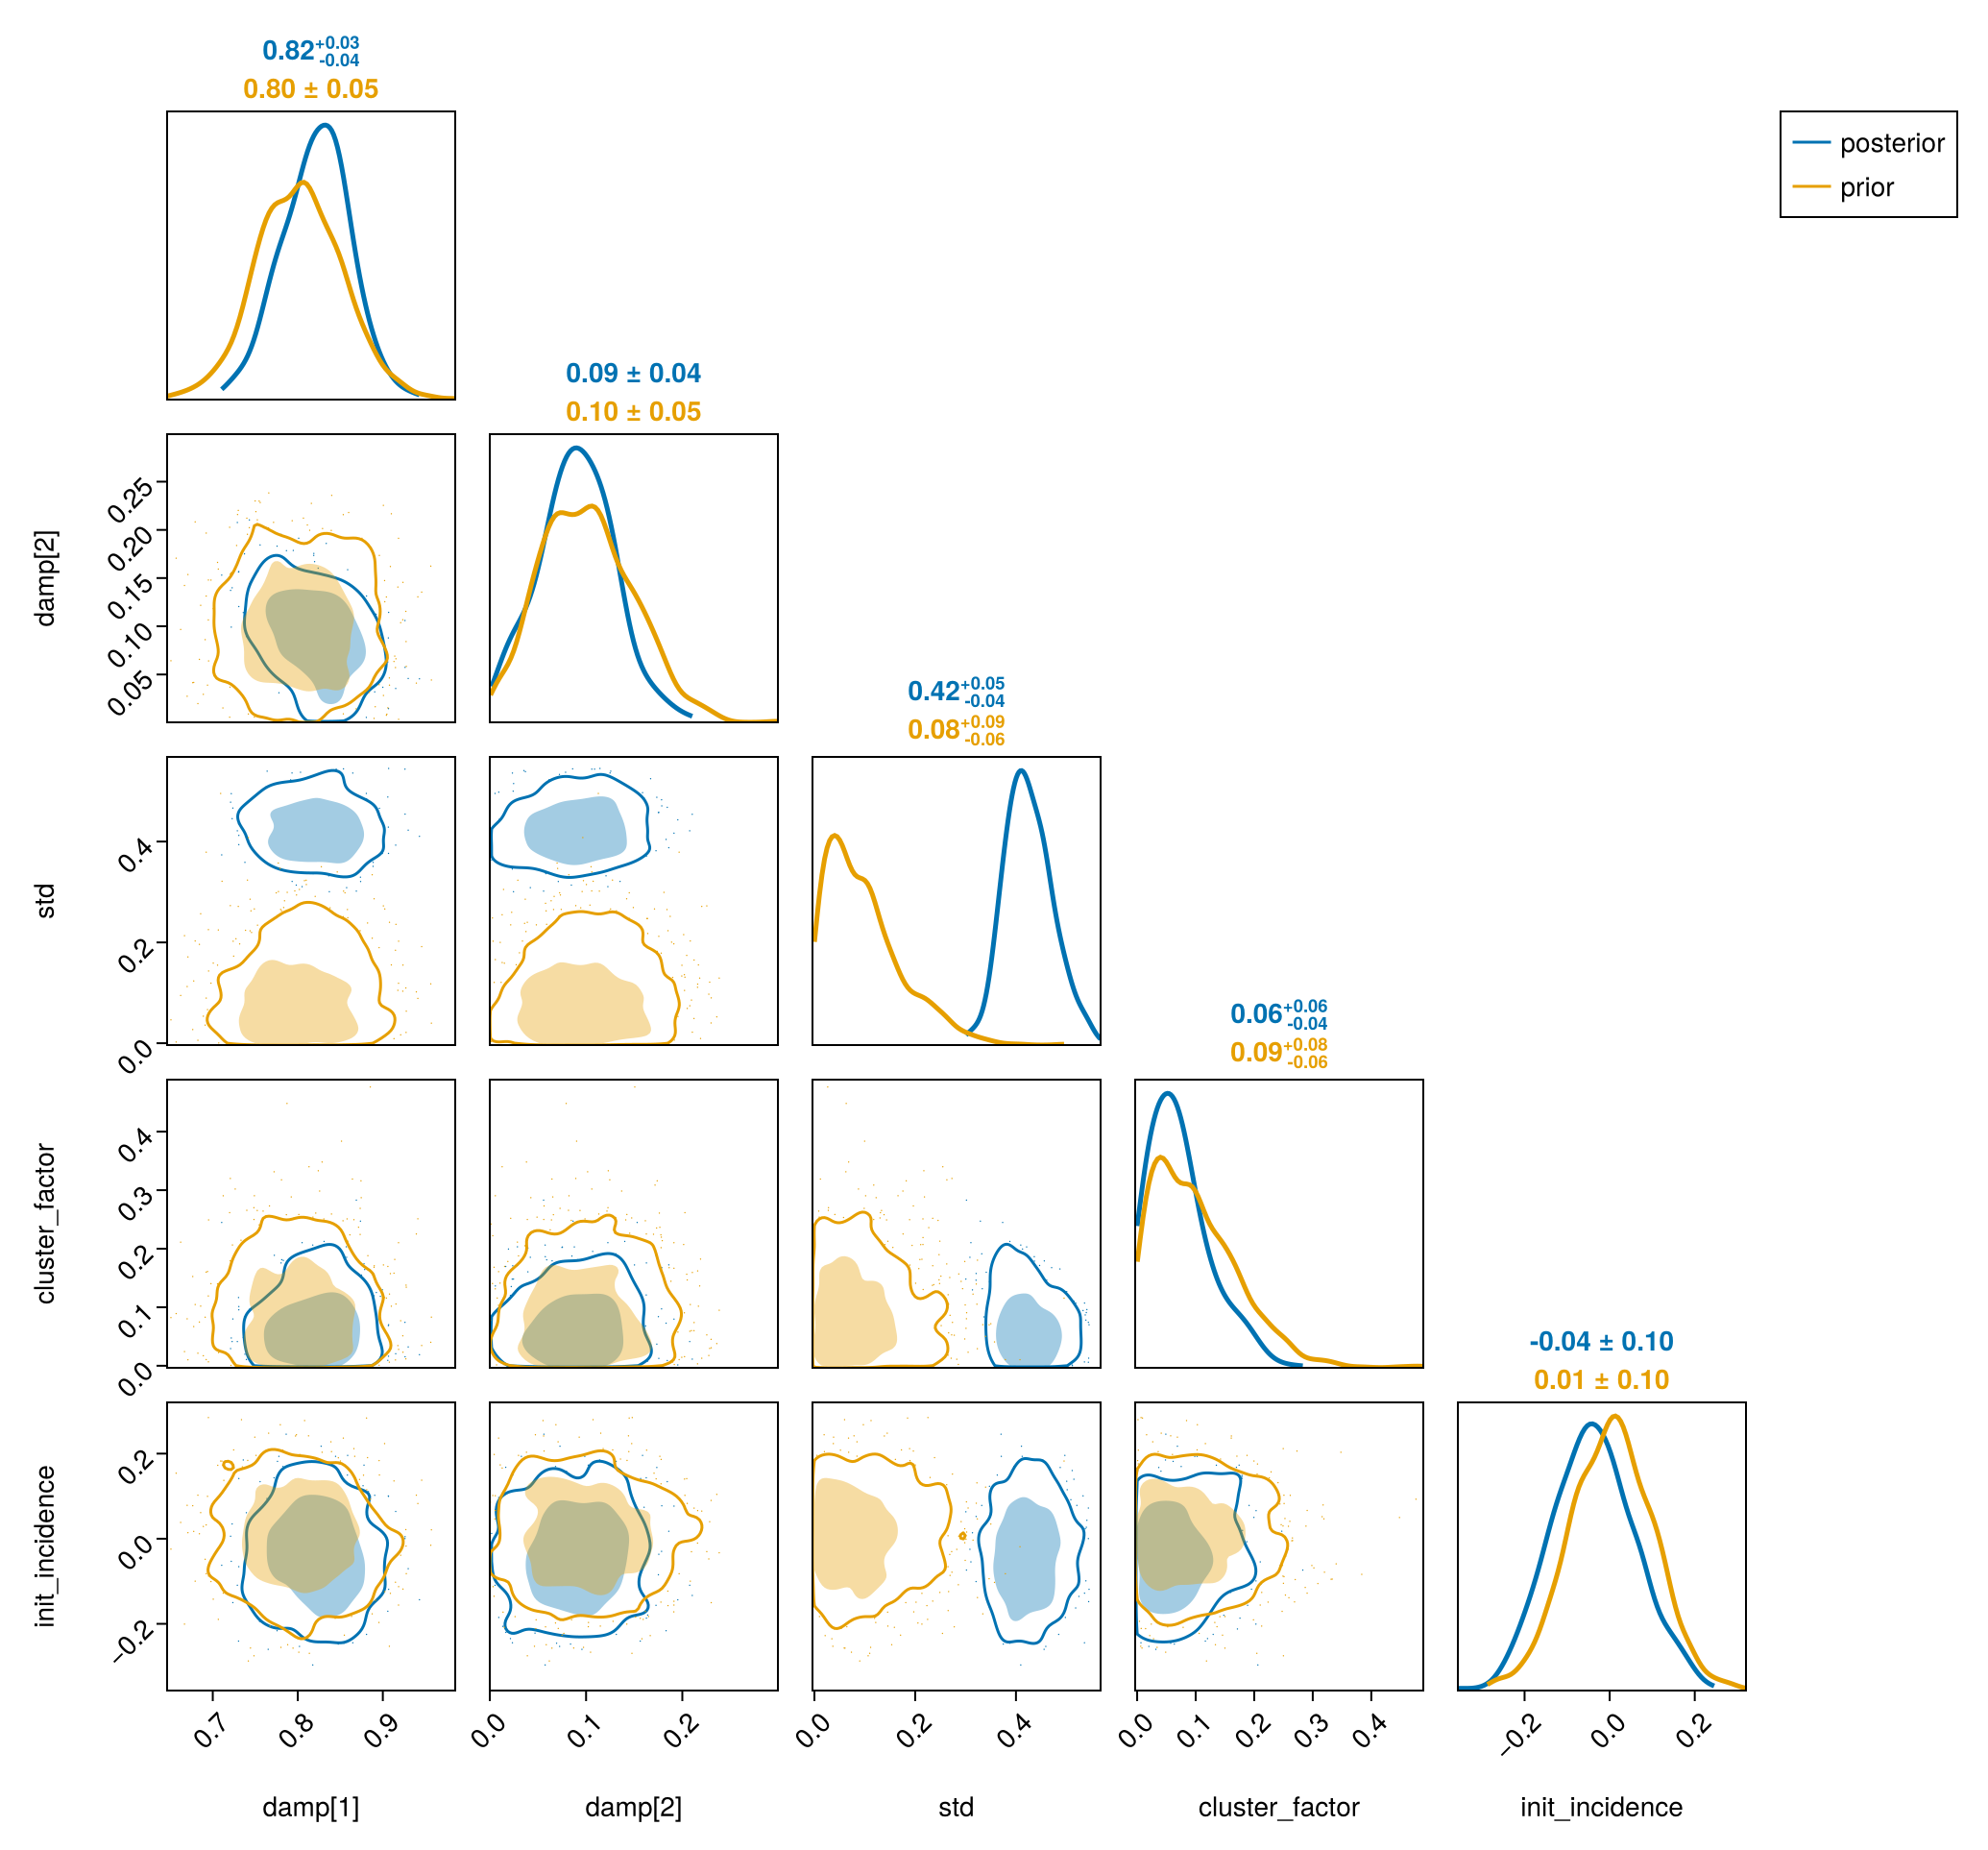 0.82 +0.03 -0.04
0.80 ± 0.05
posterior
prior
0.09 ± 0.04
0.10 ± 0.05
damp[2]
0.25
0.20
0.15
0.10
0.05
0.42 +0.05 -0.04
0.08 +0.09 -0.06
std
0.4
0.2
0.0
0.06 +0.06 -0.04
0.09 +0.08 -0.06
cluster_factor
0.4
0.3
0.2
0.1
0.0
-0.04 ± 0.10
0.01 ± 0.10
init_incidence
0.2
0.0
−0.2
0.7 0.8 0.9 0.0 0.1 0.2 0.0 0.2 0.4 0.0 0.1 0.2 0.3 0.4 −0.2 0.0 0.2
damp[1] damp[2] std cluster_factor init_incidence